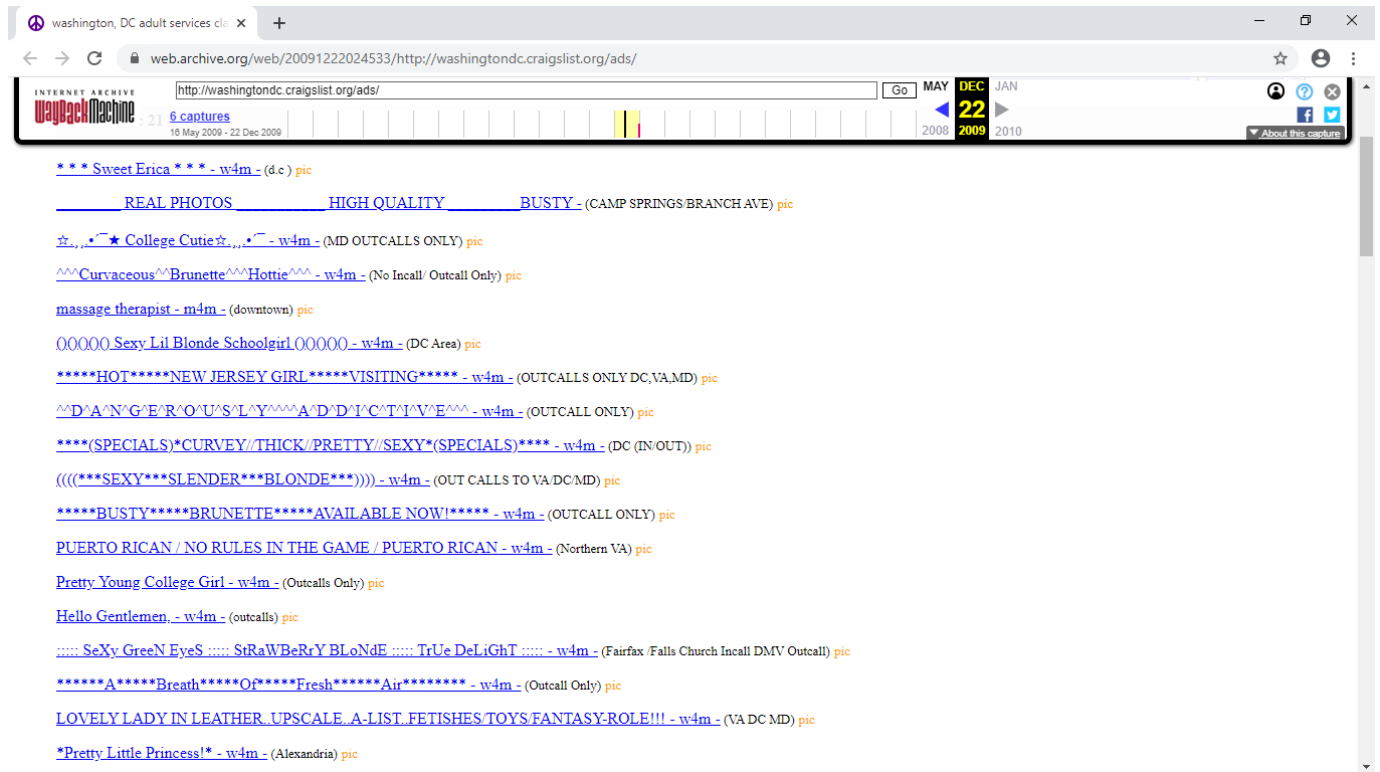 washington, DC adult services cla
web.archive.org/web/20091222024533/http://washingtondc.craigslist.org/ads/
INTERNET ARCHIVE
WayBackMachine
http://washingtondc.craigslist.org/ads/
Go
MAY DEC JAN
21
6 captures
22
16 May 2009 - 22 Dec 2009
2008 2009 2010
About this capture
* * * Sweet Erica * * * - w4m - (d.c ) pic
_________ REAL PHOTOS ____________ HIGH QUALITY __________BUSTY - (CAMP SPRINGS/BRANCH AVE) pic
☆.¸¸.•´¯★ College Cutie☆.¸¸.•´¯ - w4m - (MD OUTCALLS ONLY) pic
^^^Curvaceous^^Brunette^^^Hottie^^^ - w4m - (No Incall/ Outcall Only) pic
massage therapist - m4m - (downtown) pic
()()()()() Sexy Lil Blonde Schoolgirl ()()()()() - w4m - (DC Area) pic
*****HOT*****NEW JERSEY GIRL*****VISITING***** - w4m - (OUTCALLS ONLY DC,VA,MD) pic
^^D^A^N^G^E^R^O^U^S^L^Y^^^^A^D^D^I^C^T^I^V^E^^^ - w4m - (OUTCALL ONLY) pic
****(SPECIALS)*CURVEY//THICK//PRETTY//SEXY*(SPECIALS)**** - w4m - (DC (IN/OUT)) pic
((((***SEXY***SLENDER***BLONDE***)))) - w4m - (OUT CALLS TO VA/DC/MD) pic
*****BUSTY*****BRUNETTE*****AVAILABLE NOW!***** - w4m - (OUTCALL ONLY) pic
PUERTO RICAN / NO RULES IN THE GAME / PUERTO RICAN - w4m - (Northern VA) pic
Pretty Young College Girl - w4m - (Outcalls Only) pic
Hello Gentlemen, - w4m - (outcalls) pic
::::: SeXy GreeN EyeS ::::: StRaWBeRrY BLoNdE ::::: TrUe DeLiGhT ::::: - w4m - (Fairfax /Falls Church Incall DMV Outcall) pic
******A*****Breath*****Of*****Fresh******Air******** - w4m - (Outcall Only) pic
LOVELY LADY IN LEATHER..UPSCALE..A-LIST..FETISHES/TOYS/FANTASY-ROLE!!! - w4m - (VA DC MD) pic
*Pretty Little Princess!* - w4m - (Alexandria) pic